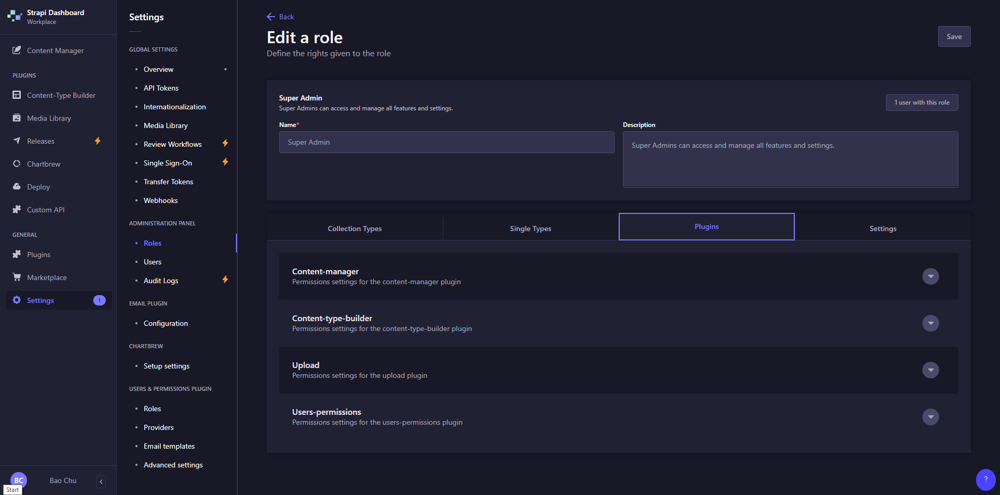 Strapi Dashboard
Workplace
Content Manager
PLUGINS
Content-Type Builder
Media Library
Releases
Chartbrew
Deploy
Custom API
GENERAL
Plugins
Marketplace
Settings
1
BC
Bao Chu
Start
Settings
GLOBAL SETTINGS
Overview
API Tokens
Internationalization
Media Library
Review Workflows
Single Sign-On
Transfer Tokens
Webhooks
ADMINISTRATION PANEL
Roles
Users
Audit Logs
EMAIL PLUGIN
Configuration
CHARTBREW
Setup settings
USERS & PERMISSIONS PLUGIN
Roles
Providers
Email templates
Advanced settings
Back
Edit a role
Define the rights given to the role
Save
Super Admin
Super Admins can access and manage all features and settings.
1 user with this role
Name*
Super Admin
Description
Super Admins can access and manage all features and settings.
Collection Types
Single Types
Plugins
Settings
Content-manager
Permissions settings for the content-manager plugin
Content-type-builder
Permissions settings for the content-type-builder plugin
Upload
Permissions settings for the upload plugin
Users-permissions
Permissions settings for the users-permissions plugin
?